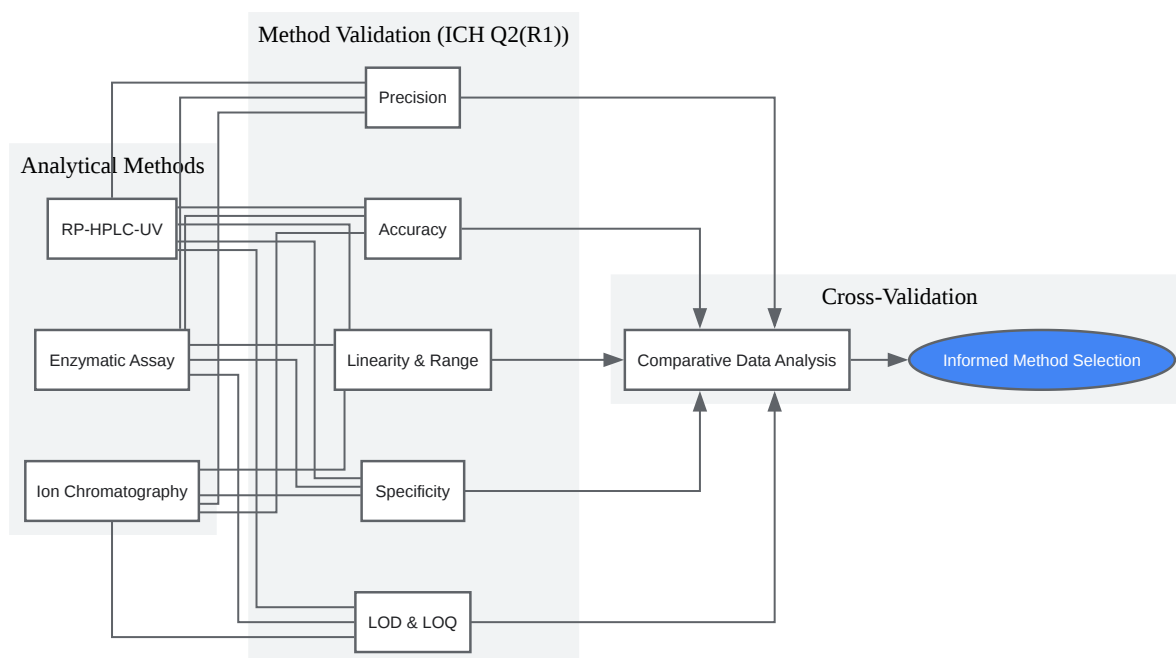 Method Validation (ICH Q2(R1))
Precision
Analytical Methods
RP-HPLC-UV
Accuracy
Cross-Validation
Enzymatic Assay
Linearity & Range
Comparative Data Analysis
Informed Method Selection
Ion Chromatography
Specificity
LOD & LOQ